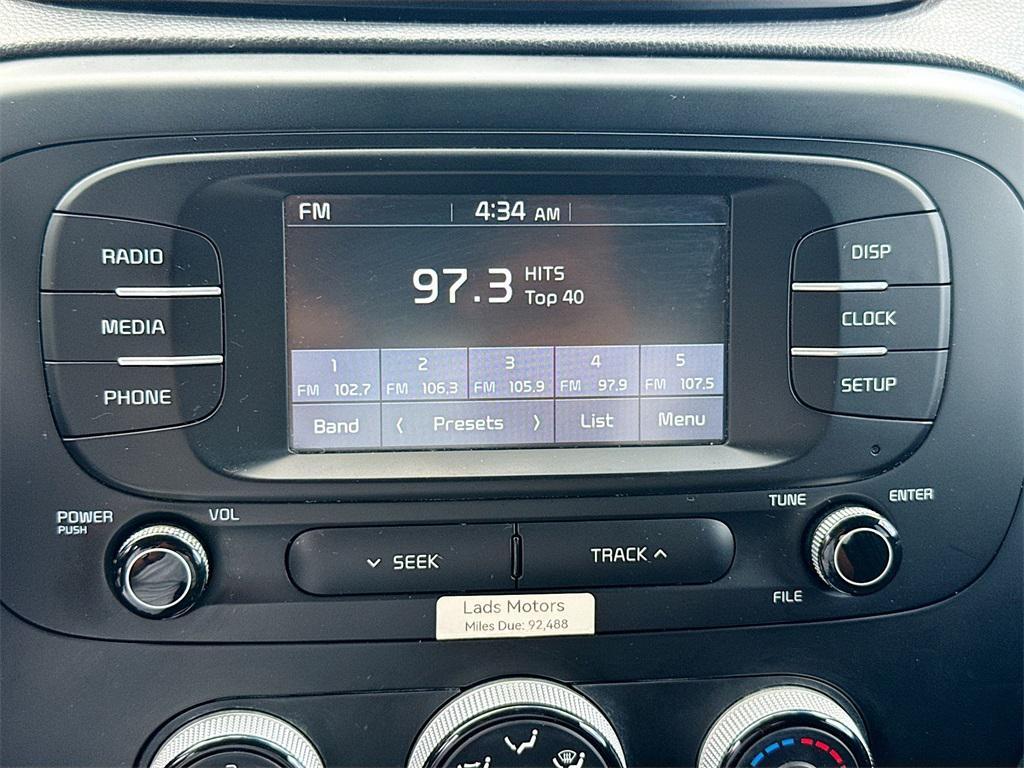 FM 4:34 AM
RADIO
MEDIA
PHONE
97.3 HITS
Top 40
1 2 3 4 5
FM 102.7 FM 106.3 FM 105.9 FM 97.9 FM 107.5
Band < Presets > List Menu
DISP
CLOCK
SETUP
POWER
PUSH
VOL
SEEK
TRACK
TUNE
ENTER
FILE
Lads Motors
Miles Due: 92,488